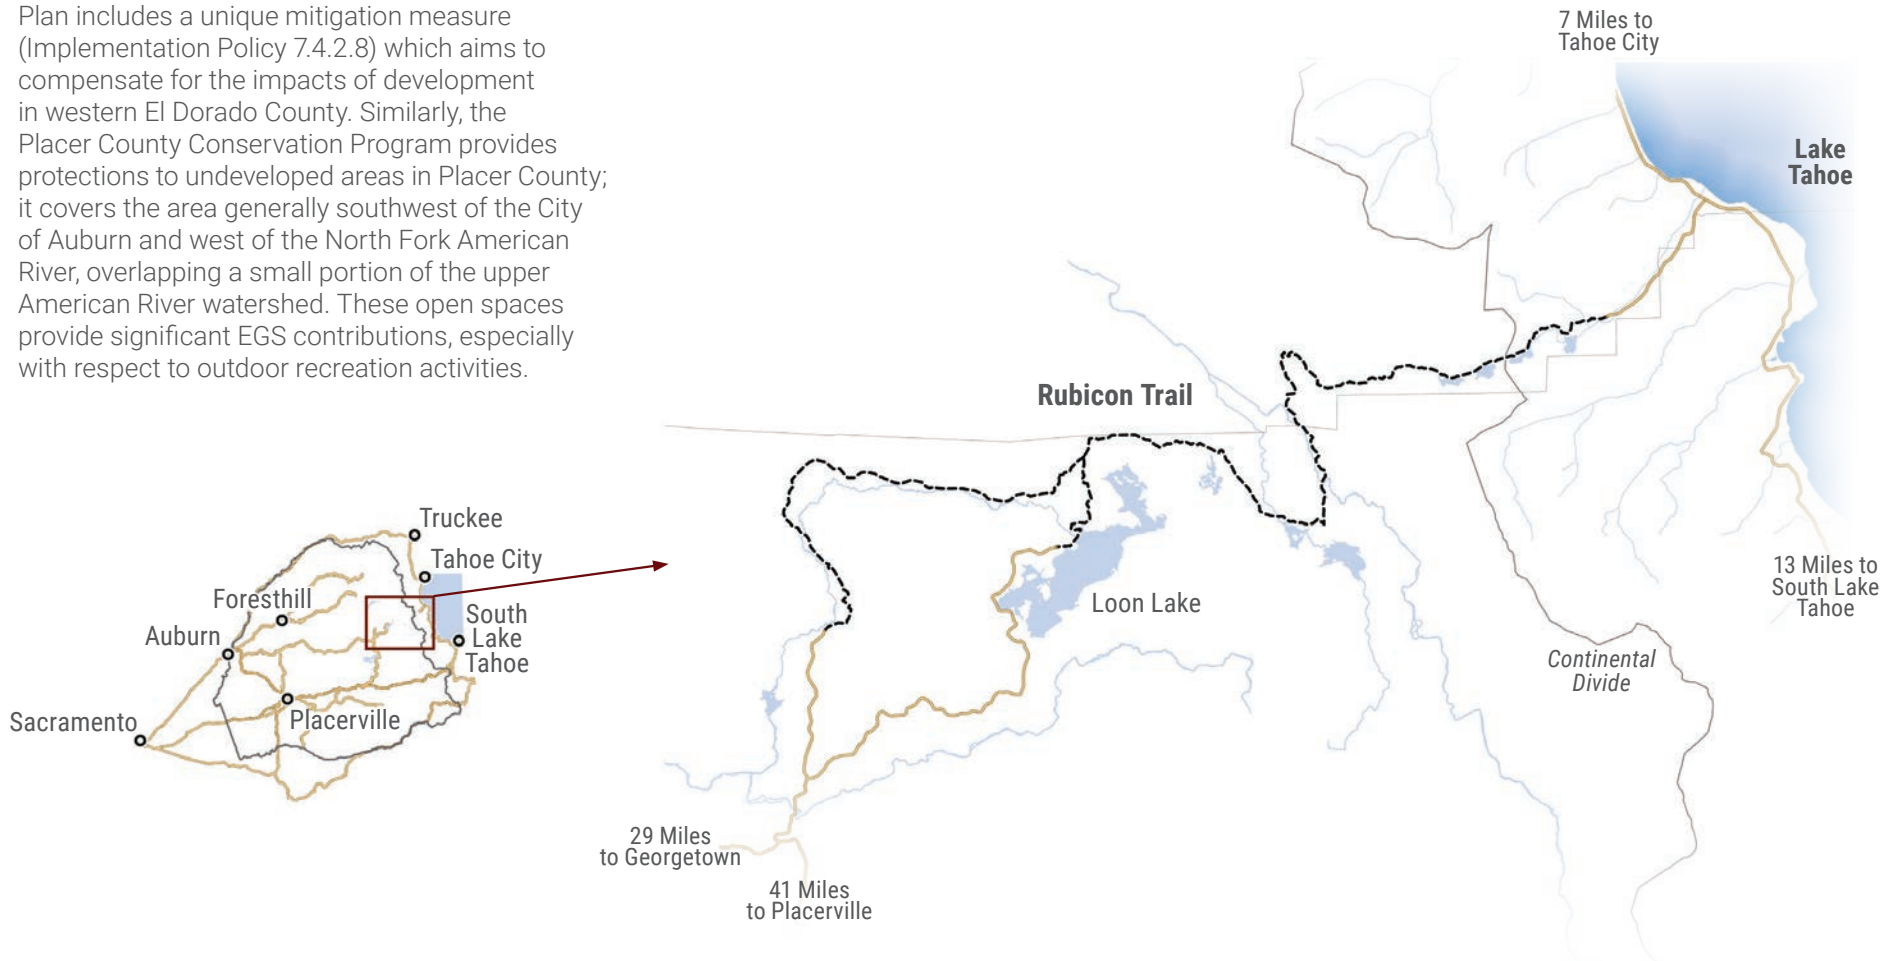 Plan includes a unique mitigation measure
(Implementation Policy 7.4.2.8) which aims to
compensate for the impacts of development
in western El Dorado County. Similarly, the
Placer County Conservation Program provides
protections to undeveloped areas in Placer County;
it covers the area generally southwest of the City
of Auburn and west of the North Fork American
River, overlapping a small portion of the upper
American River watershed. These open spaces
provide significant EGS contributions, especially
with respect to outdoor recreation activities.
7 Miles to
Tahoe City
Lake
Tahoe
Rubicon Trail
Loon Lake
13 Miles to
South Lake
Tahoe
Continental
Divide
29 Miles
to Georgetown
41 Miles
to Placerville
Truckee
Tahoe City
Foresthill
South
Lake
Tahoe
Auburn
Placerville
Sacramento